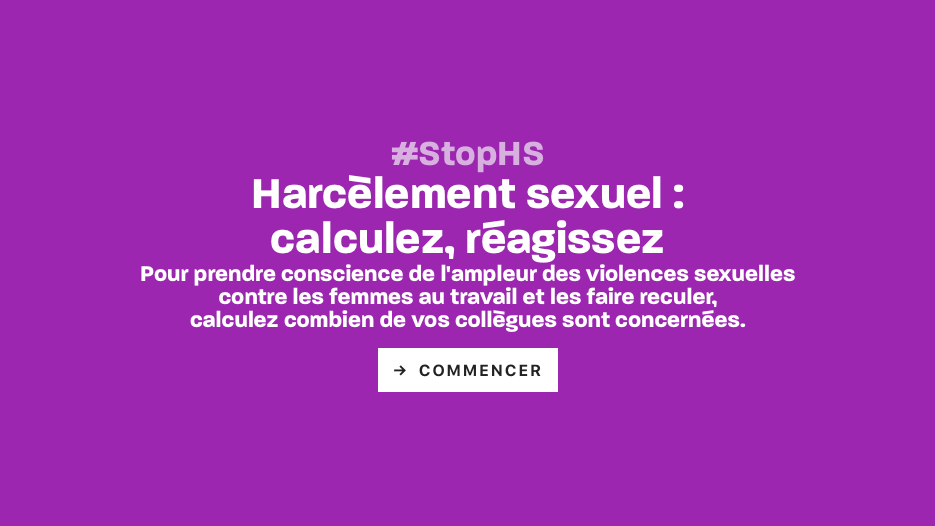 #StopHS
Harcèlement sexuel :
calculez, réagissez
Pour prendre conscience de l'ampleur des violences sexuelles
contre les femmes au travail et les faire reculer,
calculez combien de vos collègues sont concernées.
→ COMMENCER